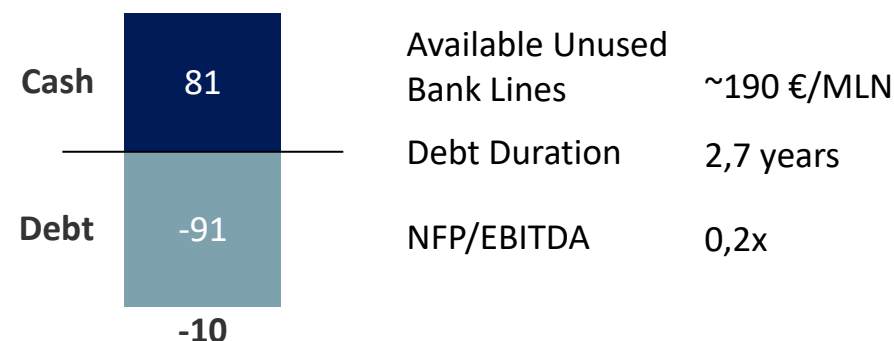 Cash
81
Debt
-91
-10
Available Unused
Bank Lines
~190 €/MLN
Debt Duration
2,7 years
NFP/EBITDA
0,2x